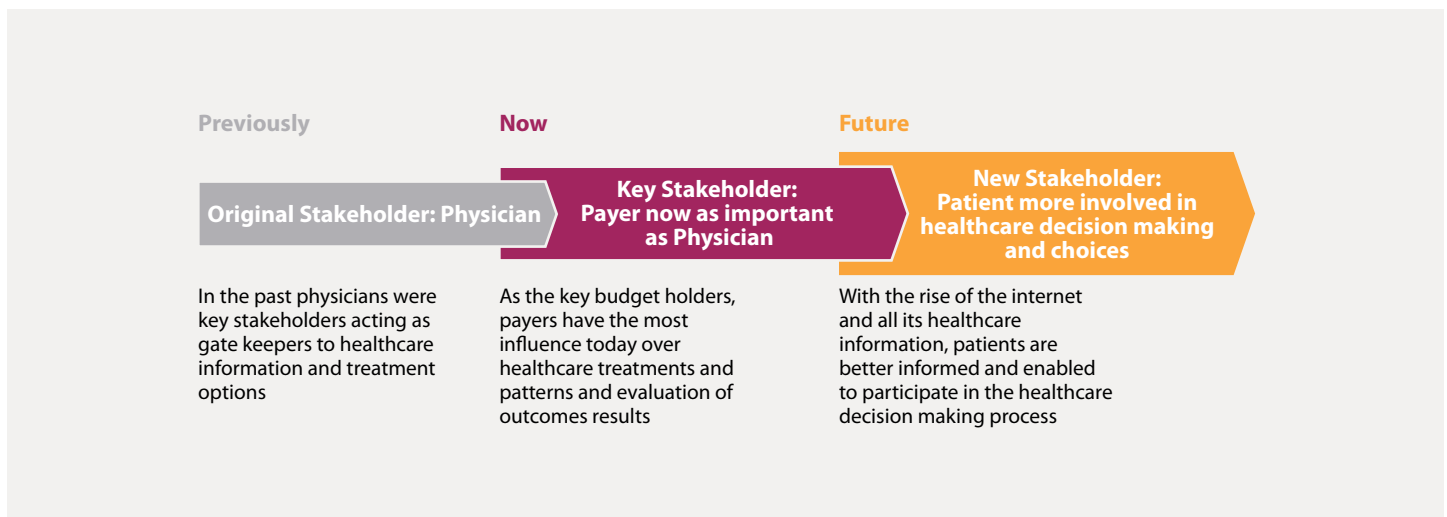 Previously
Original Stakeholder: Physician
In the past physicians were
key stakeholders acting as
gate keepers to healthcare
information and treatment
options
Now
Key Stakeholder:
Payer now as important
as Physician
As the key budget holders,
payers have the most
influence today over
healthcare treatments and
patterns and evaluation of
outcomes results
Future
New Stakeholder:
Patient more involved in
healthcare decision making
and choices
With the rise of the internet
and all its healthcare
information, patients are
better informed and enabled
to participate in the healthcare
decision making process